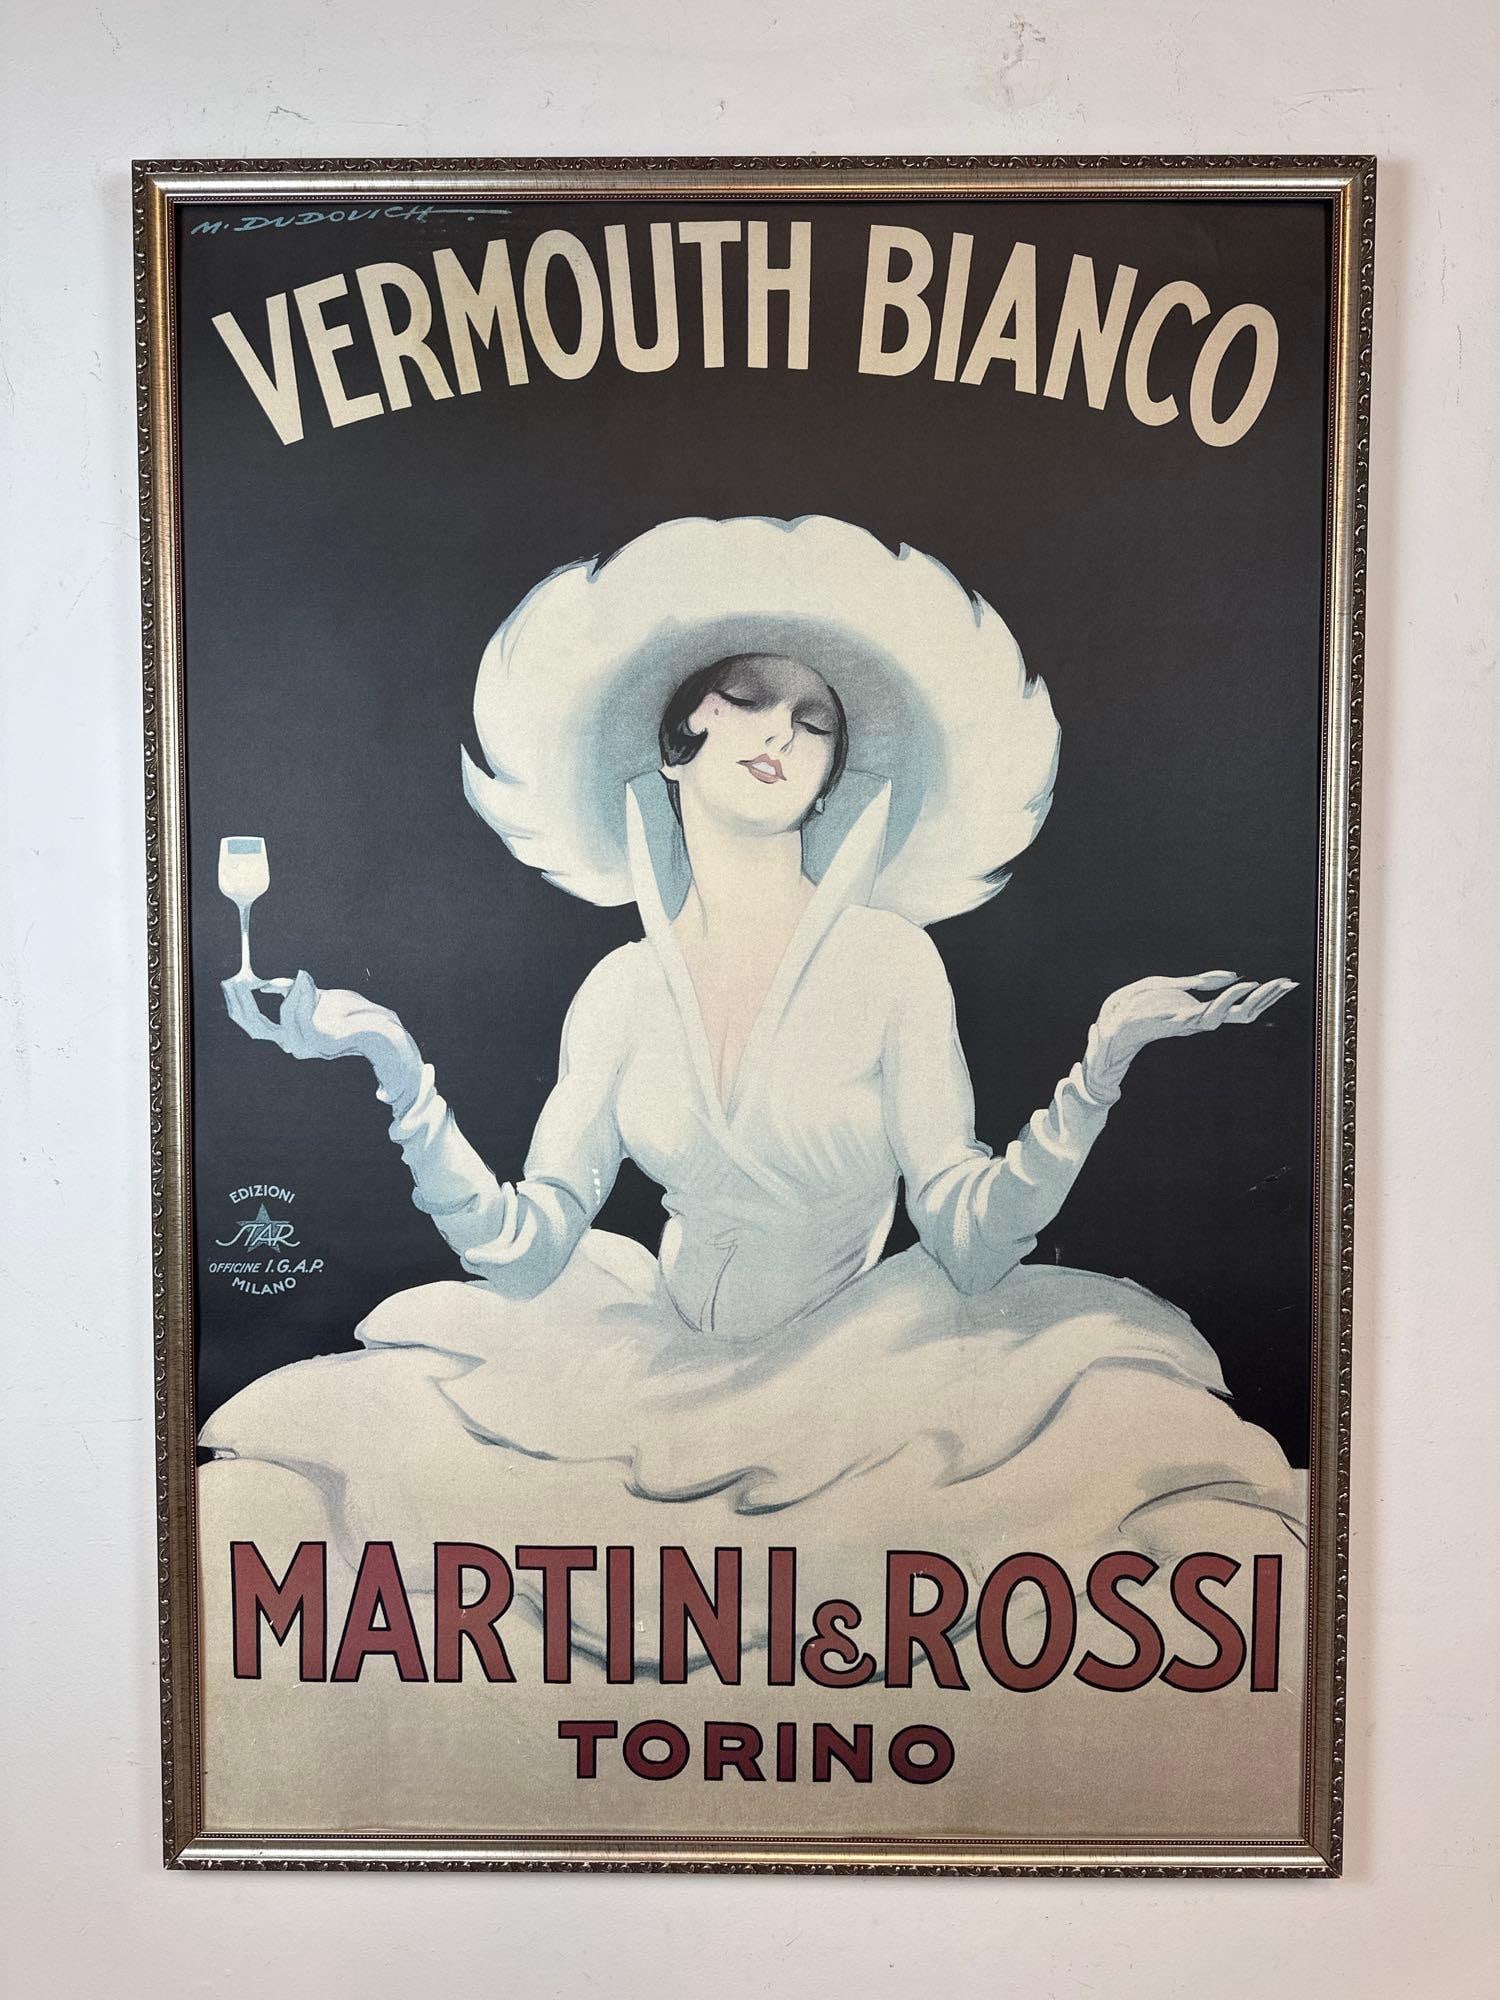 M. DUDOVICH.
VERMOUTH BIANCO
EDIZIONI
STAR
OFFICINE I.G.A.P.
MILANO
MARTINI & ROSSI
TORINO